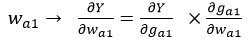 w_{a1} → ∂Y/∂w_{a1} = ∂Y/∂g_{a1} × ∂g_{a1}/∂w_{a1}